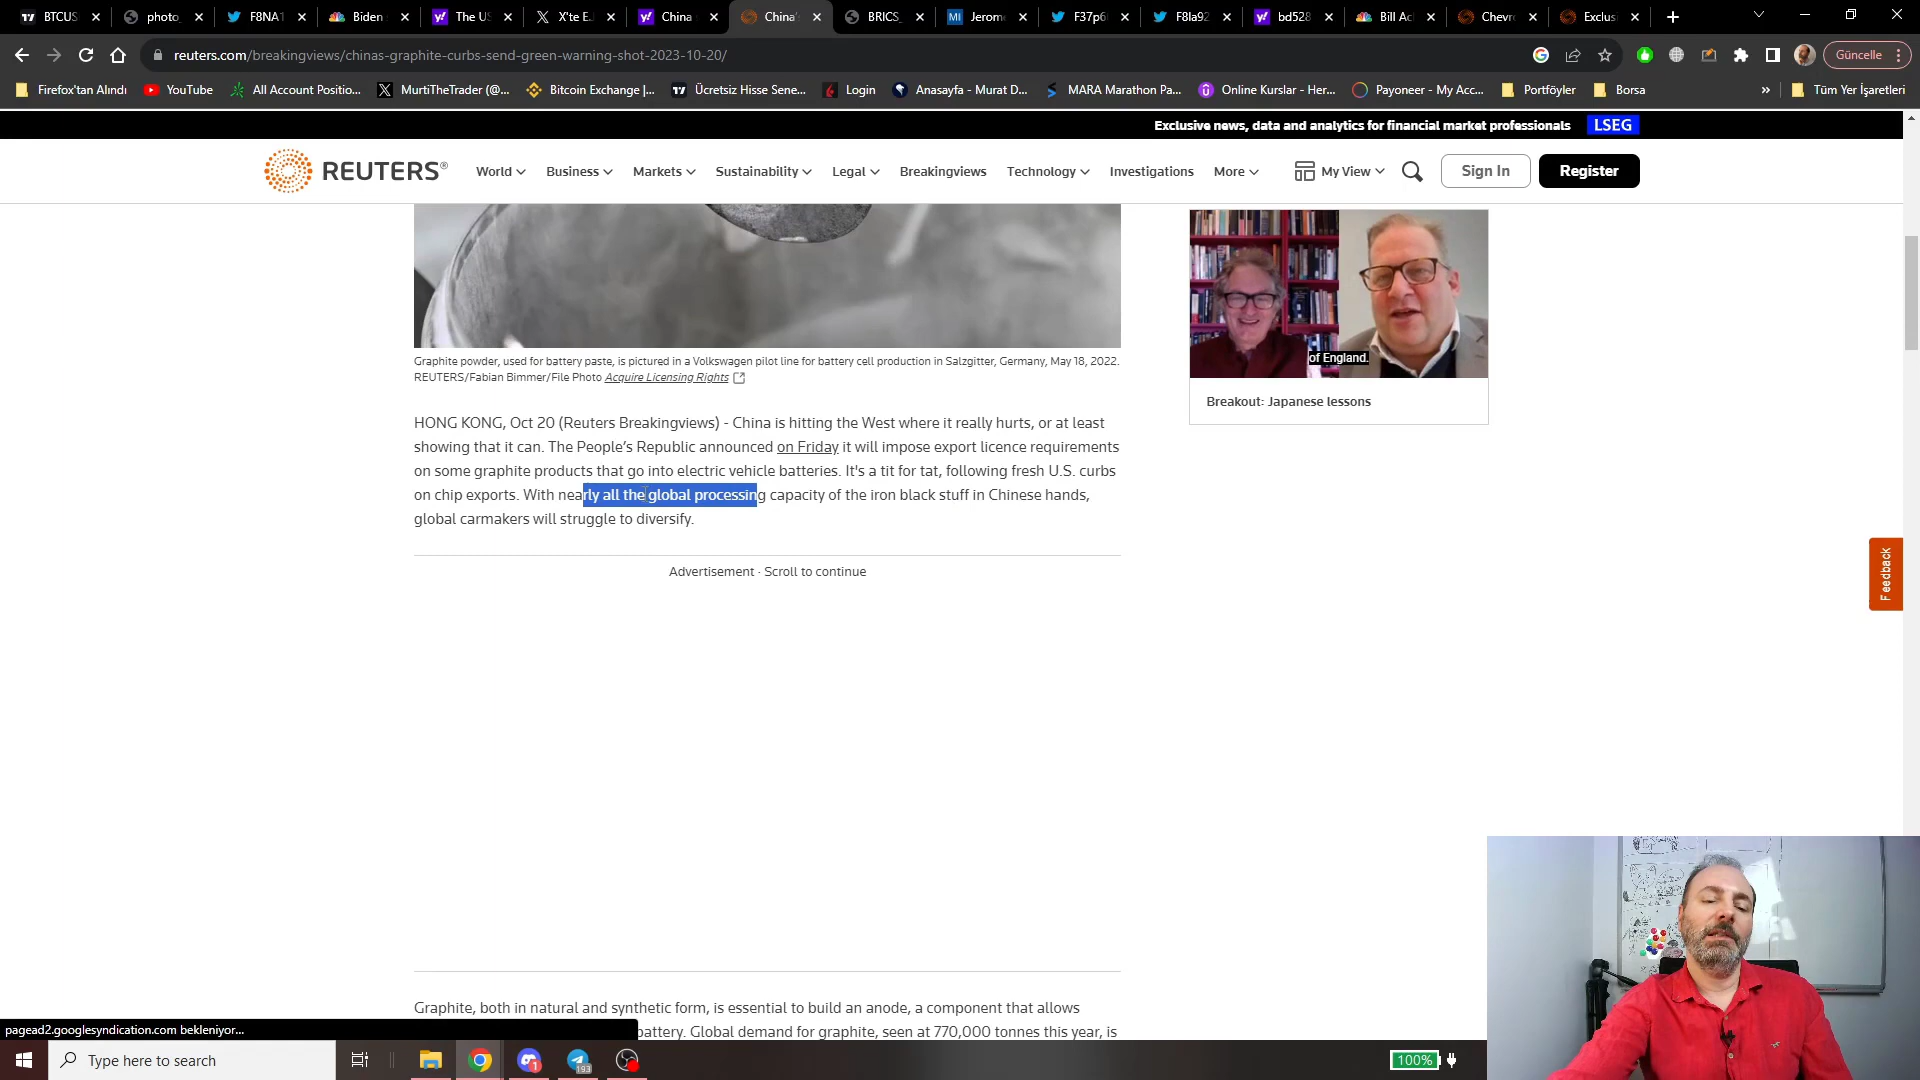 BTCUS
photo_
F8NA1
Biden
The US
X'te E.
China
China'
BRICS_
MI
Jerome
F37p6
F8la92
bd528
Bill Ac
Chevr
Exclus
reuters.com/breakingviews/chinas-graphite-curbs-send-green-warning-shot-2023-10-20/
Güncelle
Firefox'tan Alındı
YouTube
All Account Positio...
MurtiTheTrader (@...
Bitcoin Exchange |...
Ücretsiz Hisse Sene...
Login
Anasayfa - Murat D...
MARA Marathon Pa...
Online Kurslar - Her...
Payoneer - My Acc...
Portföyler
Borsa
»
Tüm Yer İşaretleri
Exclusive news, data and analytics for financial market professionals
LSEG
REUTERS®
World
Business
Markets
Sustainability
Legal
Breakingviews
Technology
Investigations
More
My View
Sign In
Register
of England.
Breakout: Japanese lessons
Graphite powder, used for battery paste, is pictured in a Volkswagen pilot line for battery cell production in Salzgitter, Germany, May 18, 2022.
REUTERS/Fabian Bimmer/File Photo Acquire Licensing Rights
HONG KONG, Oct 20 (Reuters Breakingviews) - China is hitting the West where it really hurts, or at least
showing that it can. The People’s Republic announced on Friday it will impose export licence requirements
on some graphite products that go into electric vehicle batteries. It's a tit for tat, following fresh U.S. curbs
on chip exports. With nearly all the global processing capacity of the iron black stuff in Chinese hands,
global carmakers will struggle to diversify.
Advertisement · Scroll to continue
Feedback
Graphite, both in natural and synthetic form, is essential to build an anode, a component that allows
battery. Global demand for graphite, seen at 770,000 tonnes this year, is
pagead2.googlesyndication.com bekleniyor...
Type here to search
1
193
100%